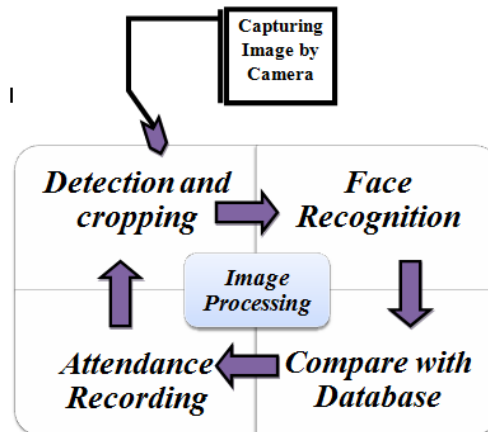 Capturing
Image by
Camera
Detection and
cropping
Face
Recognition
Image
Processing
Attendance
Recording
Compare with
Database